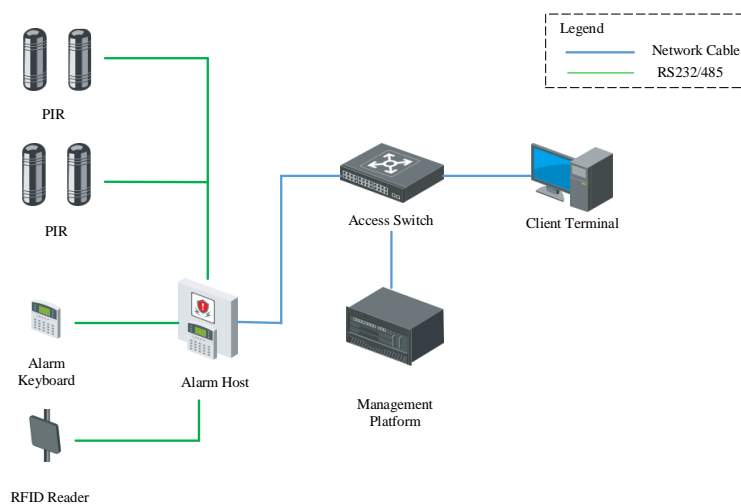 Legend
Network Cable
RS232/485
PIR
PIR
Access Switch
Client Terminal
Alarm
Keyboard
Alarm Host
Management
Platform
RFID Reader